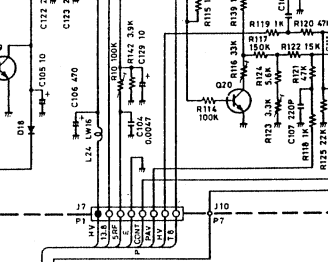 C122
C123
R115
R139
R119 1K
R120 470
R117
150K
R122 15K
R142 3.9K
C129 10
R10 100K
R116 33K
R124 5.6K
R121 47K
C105 10
C106 470
Q20
R114
100K
R123 3.3K
C107 220P
R118 1K
R125 22K
D18
LW16
L24
C104
0.0047
J7
P1
J10
P7
HV
13.8
SRF
E
CONT
P
PAV
HV
T8